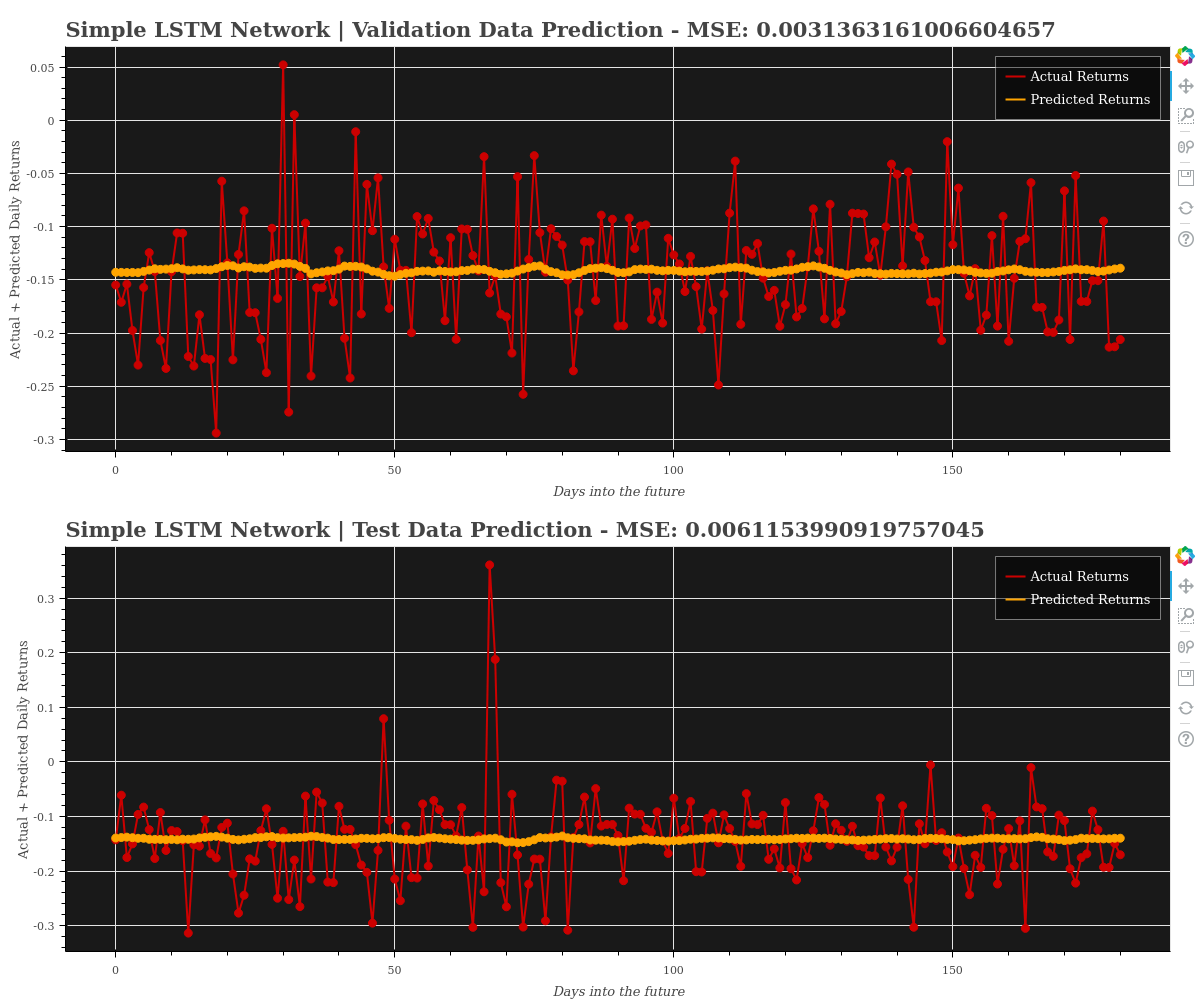 Simple LSTM Network | Validation Data Prediction - MSE: 0.0031363161006604657
Actual Returns
Predicted Returns
0.05
0
-0.05
-0.1
-0.15
-0.2
-0.25
-0.3
Actual + Predicted Daily Returns
0
50
100
150
Days into the future
Simple LSTM Network | Test Data Prediction - MSE: 0.0061153990919757045
Actual Returns
Predicted Returns
0.3
0.2
0.1
0
-0.1
-0.2
-0.3
Actual + Predicted Daily Returns
0
50
100
150
Days into the future